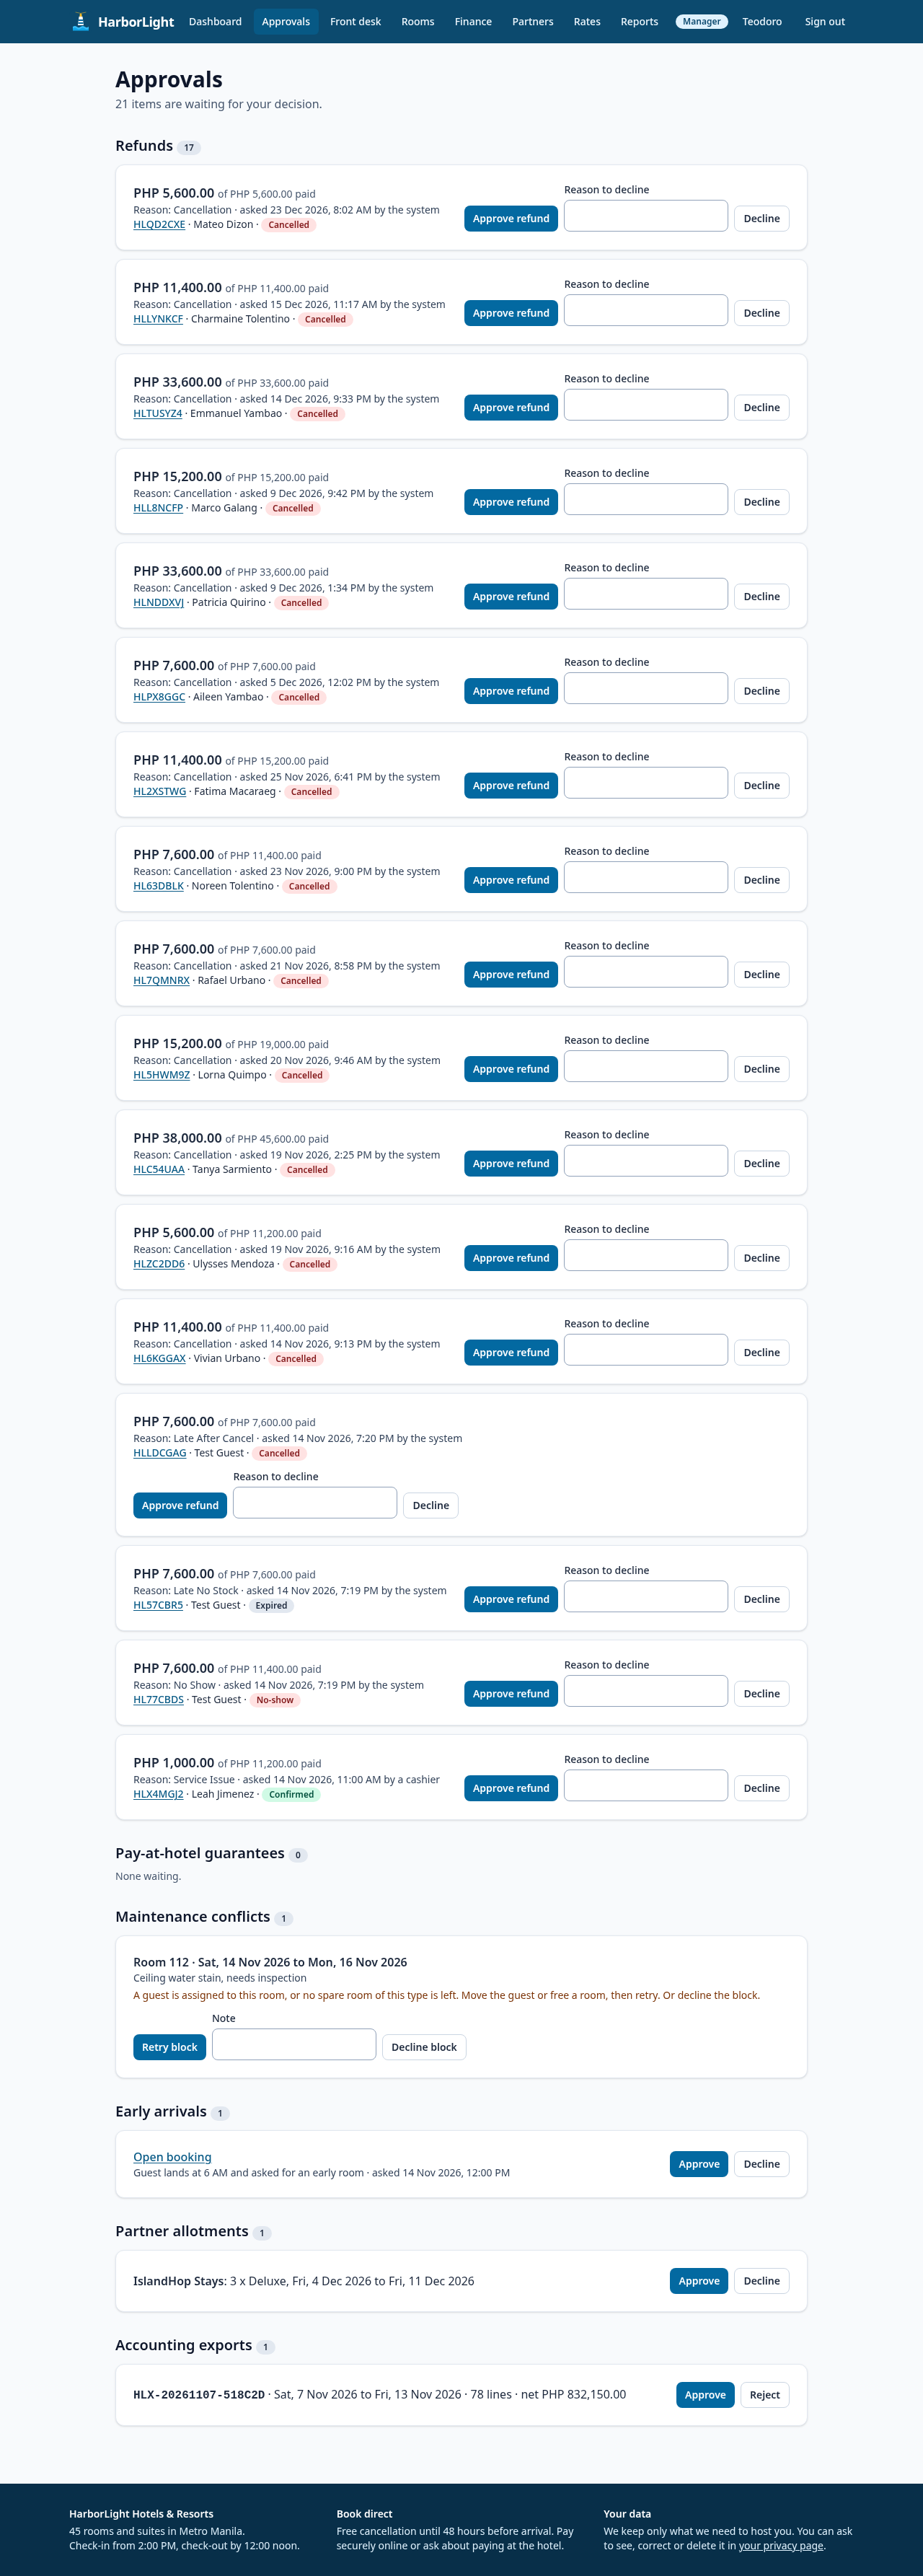 HarborLight Dashboard Approvals Front desk Rooms Finance Partners Rates Reports Manager Teodoro Sign out
Approvals
21 items are waiting for your decision.
Refunds 17
PHP 5,600.00 of PHP 5,600.00 paid
Reason: Cancellation · asked 23 Dec 2026, 8:02 AM by the system
HLQD2CXE · Mateo Dizon · Cancelled
Reason to decline
Approve refund Decline
PHP 11,400.00 of PHP 11,400.00 paid
Reason: Cancellation · asked 15 Dec 2026, 11:17 AM by the system
HLLYNKCF · Charmaine Tolentino · Cancelled
Reason to decline
Approve refund Decline
PHP 33,600.00 of PHP 33,600.00 paid
Reason: Cancellation · asked 14 Dec 2026, 9:33 PM by the system
HLTUSYZ4 · Emmanuel Yambao · Cancelled
Reason to decline
Approve refund Decline
PHP 15,200.00 of PHP 15,200.00 paid
Reason: Cancellation · asked 9 Dec 2026, 9:42 PM by the system
HLL8NCFP · Marco Galang · Cancelled
Reason to decline
Approve refund Decline
PHP 33,600.00 of PHP 33,600.00 paid
Reason: Cancellation · asked 9 Dec 2026, 1:34 PM by the system
HLNDDXVJ · Patricia Quirino · Cancelled
Reason to decline
Approve refund Decline
PHP 7,600.00 of PHP 7,600.00 paid
Reason: Cancellation · asked 5 Dec 2026, 12:02 PM by the system
HLPX8GGC · Aileen Yambao · Cancelled
Reason to decline
Approve refund Decline
PHP 11,400.00 of PHP 15,200.00 paid
Reason: Cancellation · asked 25 Nov 2026, 6:41 PM by the system
HL2XSTWG · Fatima Macaraeg · Cancelled
Reason to decline
Approve refund Decline
PHP 7,600.00 of PHP 11,400.00 paid
Reason: Cancellation · asked 23 Nov 2026, 9:00 PM by the system
HL63DBLK · Noreen Tolentino · Cancelled
Reason to decline
Approve refund Decline
PHP 7,600.00 of PHP 7,600.00 paid
Reason: Cancellation · asked 21 Nov 2026, 8:58 PM by the system
HL7QMNRX · Rafael Urbano · Cancelled
Reason to decline
Approve refund Decline
PHP 15,200.00 of PHP 19,000.00 paid
Reason: Cancellation · asked 20 Nov 2026, 9:46 AM by the system
HL5HWM9Z · Lorna Quimpo · Cancelled
Reason to decline
Approve refund Decline
PHP 38,000.00 of PHP 45,600.00 paid
Reason: Cancellation · asked 19 Nov 2026, 2:25 PM by the system
HLC54UAA · Tanya Sarmiento · Cancelled
Reason to decline
Approve refund Decline
PHP 5,600.00 of PHP 11,200.00 paid
Reason: Cancellation · asked 19 Nov 2026, 9:16 AM by the system
HLZC2DD6 · Ulysses Mendoza · Cancelled
Reason to decline
Approve refund Decline
PHP 11,400.00 of PHP 11,400.00 paid
Reason: Cancellation · asked 14 Nov 2026, 9:13 PM by the system
HL6KGGAX · Vivian Urbano · Cancelled
Reason to decline
Approve refund Decline
PHP 7,600.00 of PHP 7,600.00 paid
Reason: Late After Cancel · asked 14 Nov 2026, 7:20 PM by the system
HLLDCGAG · Test Guest · Cancelled
Reason to decline
Approve refund Decline
PHP 7,600.00 of PHP 7,600.00 paid
Reason: Late No Stock · asked 14 Nov 2026, 7:19 PM by the system
HL57CBR5 · Test Guest · Expired
Reason to decline
Approve refund Decline
PHP 7,600.00 of PHP 11,400.00 paid
Reason: No Show · asked 14 Nov 2026, 7:19 PM by the system
HL77CBDS · Test Guest · No-show
Reason to decline
Approve refund Decline
PHP 1,000.00 of PHP 11,200.00 paid
Reason: Service Issue · asked 14 Nov 2026, 11:00 AM by a cashier
HLX4MGJ2 · Leah Jimenez · Confirmed
Reason to decline
Approve refund Decline
Pay-at-hotel guarantees 0
None waiting.
Maintenance conflicts 1
Room 112 · Sat, 14 Nov 2026 to Mon, 16 Nov 2026
Ceiling water stain, needs inspection
A guest is assigned to this room, or no spare room of this type is left. Move the guest or free a room, then retry. Or decline the block.
Note
Retry block Decline block
Early arrivals 1
Open booking
Guest lands at 6 AM and asked for an early room · asked 14 Nov 2026, 12:00 PM
Approve Decline
Partner allotments 1
IslandHop Stays: 3 x Deluxe, Fri, 4 Dec 2026 to Fri, 11 Dec 2026
Approve Decline
Accounting exports 1
HLX-20261107-518C2D · Sat, 7 Nov 2026 to Fri, 13 Nov 2026 · 78 lines · net PHP 832,150.00
Approve Reject
HarborLight Hotels & Resorts
45 rooms and suites in Metro Manila.
Check-in from 2:00 PM, check-out by 12:00 noon.
Book direct
Free cancellation until 48 hours before arrival. Pay
securely online or ask about paying at the hotel.
Your data
We keep only what we need to host you. You can ask
to see, correct or delete it in your privacy page.